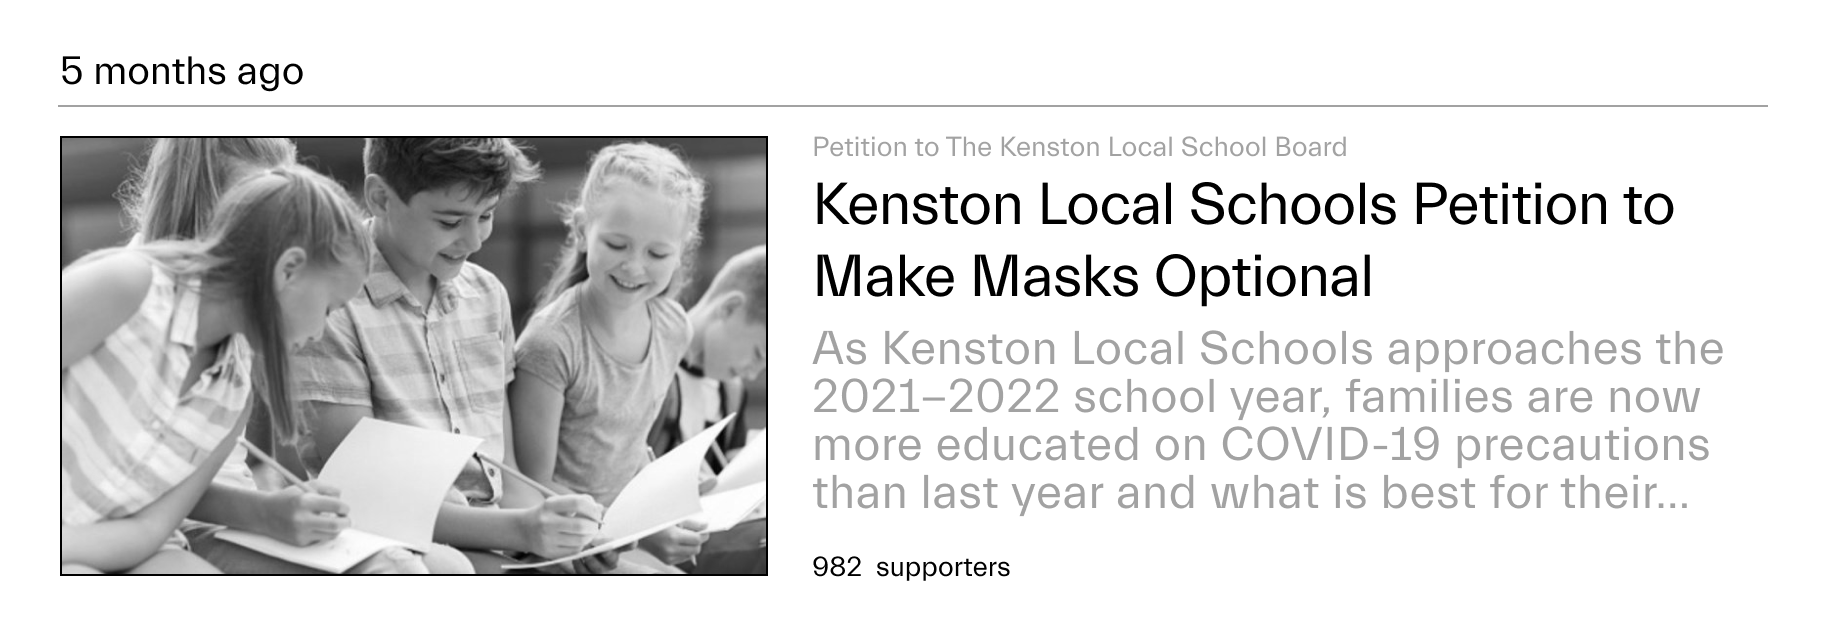 5 months ago
Petition to The Kenston Local School Board
Kenston Local Schools Petition to
Make Masks Optional
As Kenston Local Schools approaches the
2021–2022 school year, families are now
more educated on COVID-19 precautions
than last year and what is best for their...
982 supporters